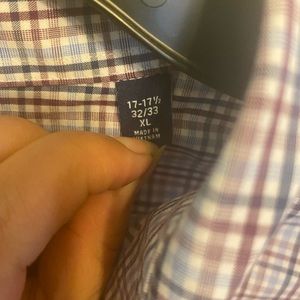 17-17½
32/33
XL
MADE IN
VIETNAM